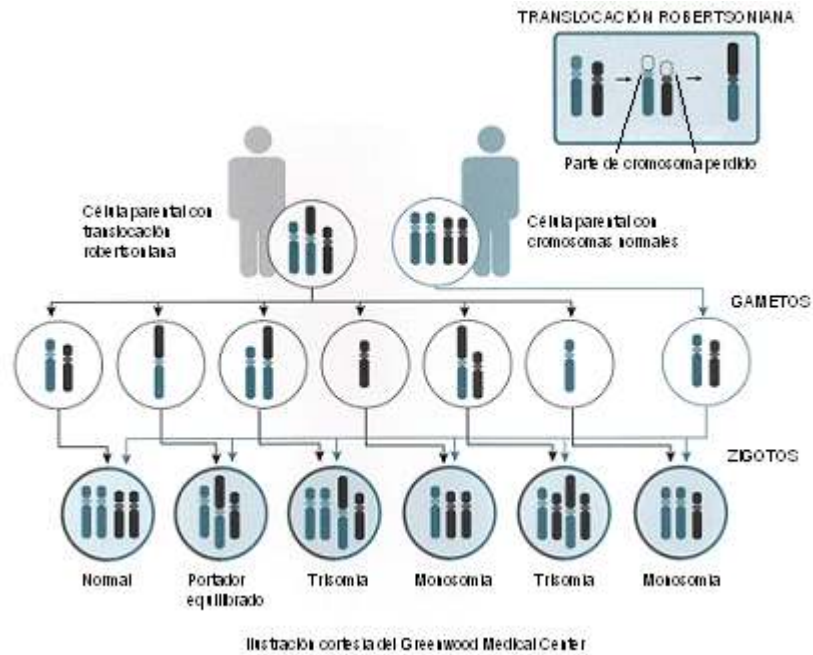 TRANSLOCACIÓN ROBERTSONIANA
Parte de cromosoma perdido
Célula parental con
translocación
robertsoniana
Célula parental con
cromosomas normales
GAMETOS
ZIGOTOS
Normal
Portador
equilibrado
Trisomía
Monosomía
Trisomía
Monosomía
Ilustración cortesía del Greenwood Medical Center